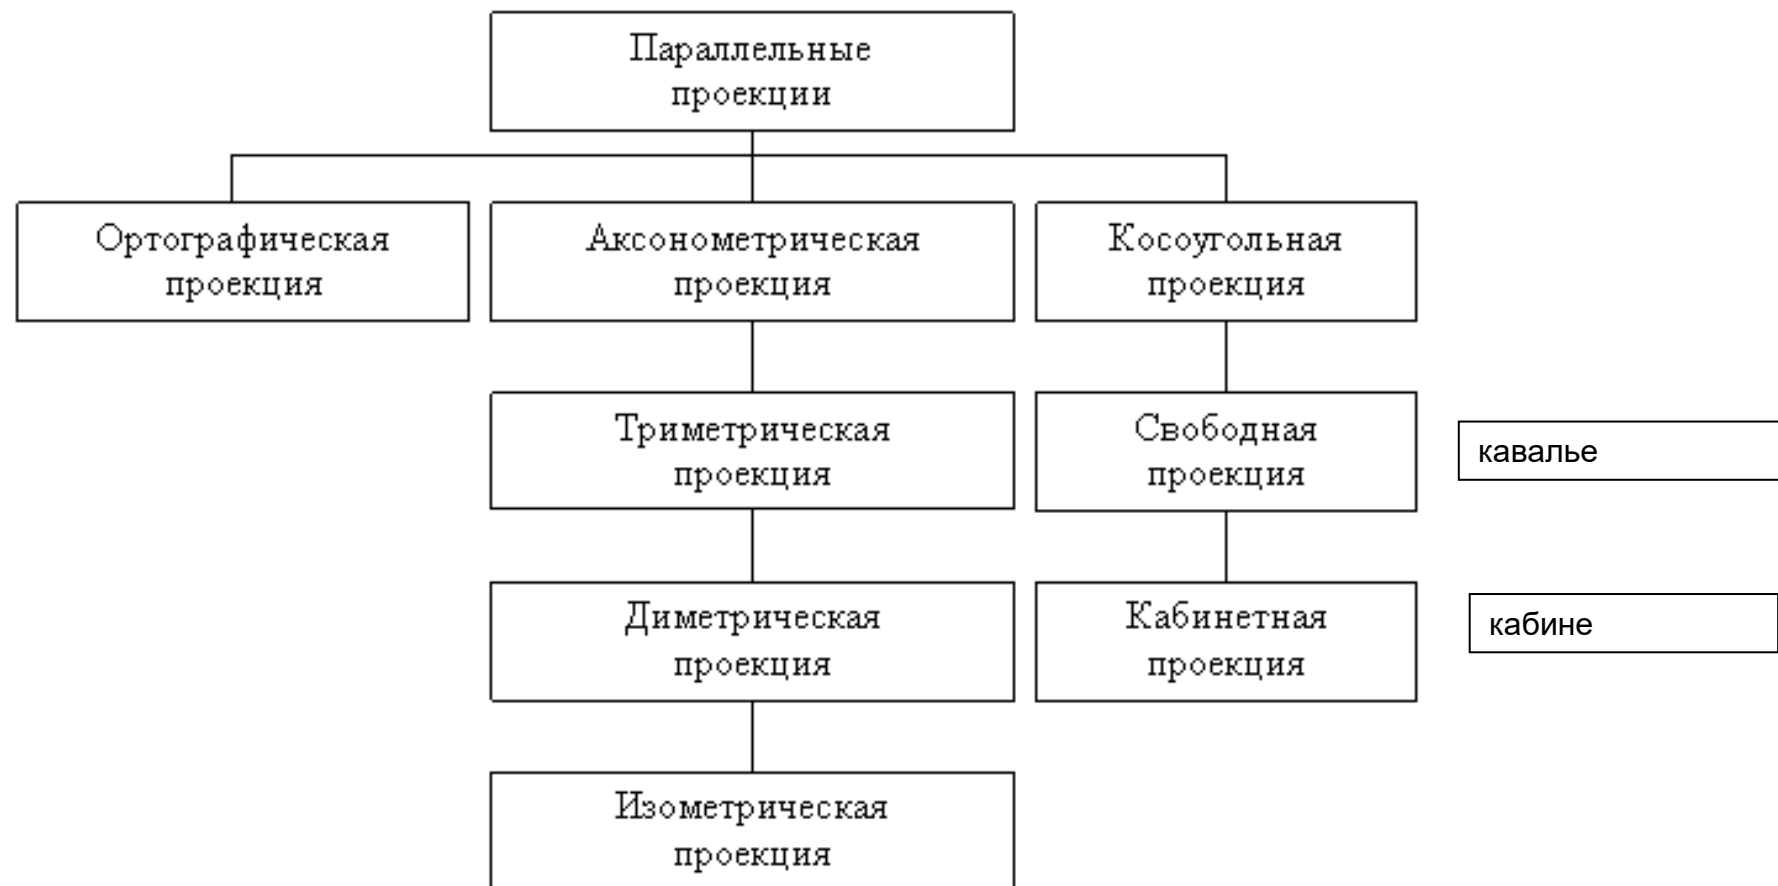 Параллельные
проекции
Ортографическая
проекция
Аксонометрическая
проекция
Косоугольная
проекция
Триметрическая
проекция
Свободная
проекция
кавалье
Диметрическая
проекция
Кабинетная
проекция
кабине
Изометрическая
проекция